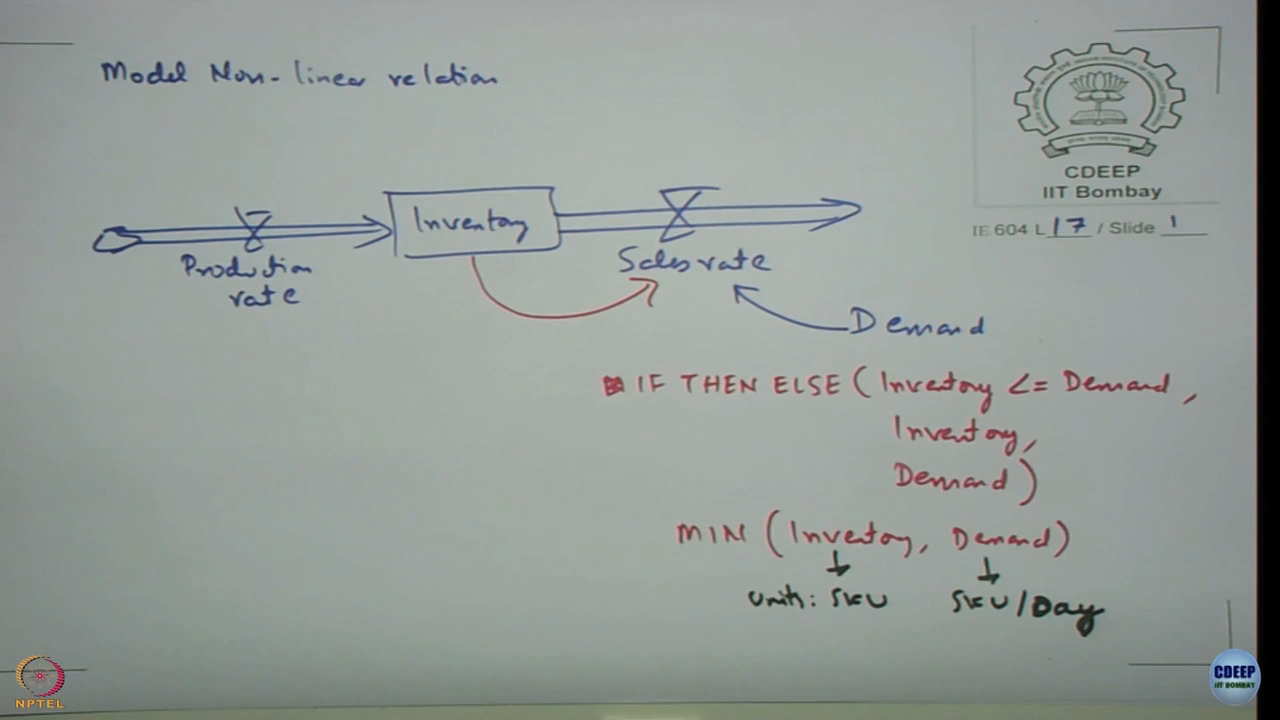 Model Non-linear relation
CDEEP
IIT Bombay
IE 604 L 17 / Slide 1
Inventory
Production
rate
Sales rate
Demand
IF THEN ELSE (Inventory <= Demand,
Inventory,
Demand)
MIN (Inventory, Demand)
Units: SKU SKU/Day
NPTEL
CDEEP
IIT BOMBAY